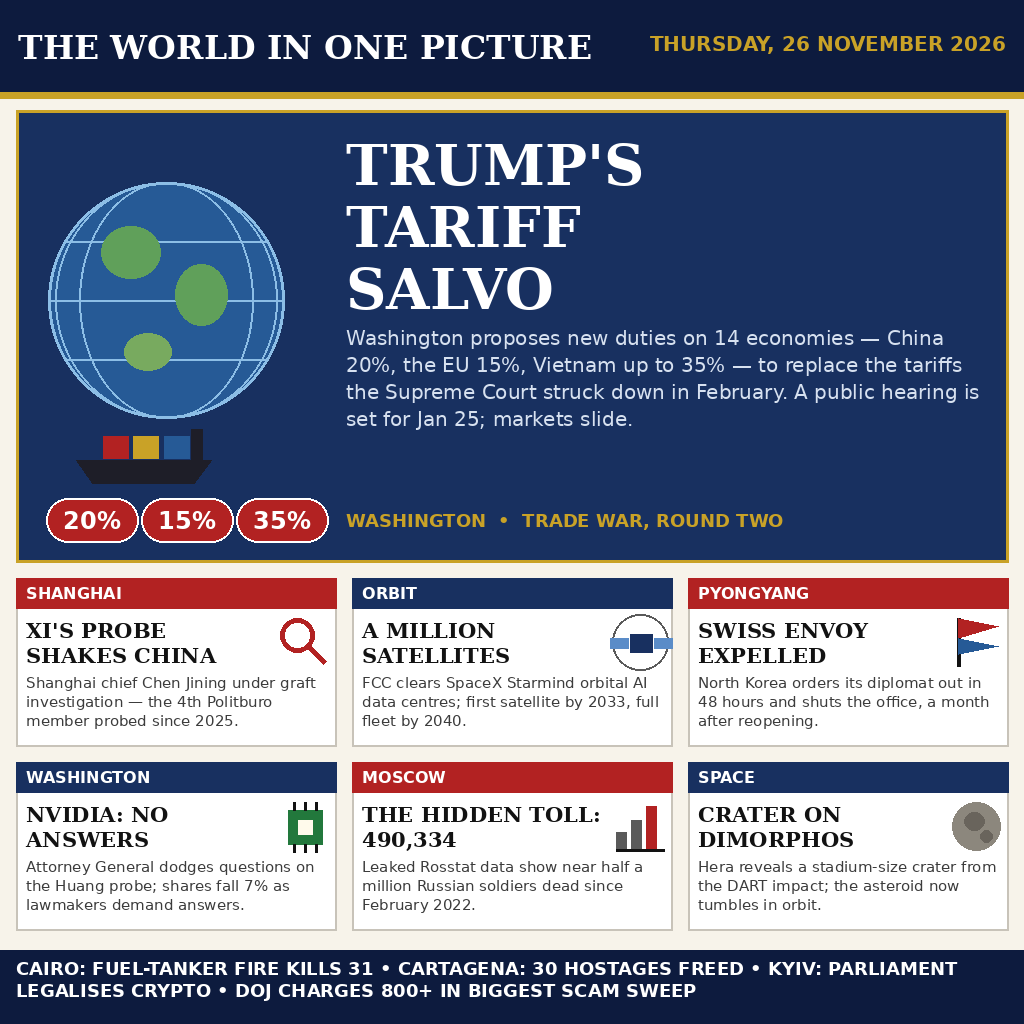 THE WORLD IN ONE PICTURE
THURSDAY, 26 NOVEMBER 2026
TRUMP'S
TARIFF
SALVO
Washington proposes new duties on 14 economies — China
20%, the EU 15%, Vietnam up to 35% — to replace the tariffs
the Supreme Court struck down in February. A public hearing is
set for Jan 25; markets slide.
20%
15%
35%
WASHINGTON • TRADE WAR, ROUND TWO
SHANGHAI
XI'S PROBE
SHAKES CHINA
Shanghai chief Chen Jining under graft
investigation — the 4th Politburo
member probed since 2025.
ORBIT
A MILLION
SATELLITES
FCC clears SpaceX Starmind orbital AI
data centres; first satellite by 2033, full
fleet by 2040.
PYONGYANG
SWISS ENVOY
EXPELLED
North Korea orders its diplomat out in
48 hours and shuts the office, a month
after reopening.
WASHINGTON
NVIDIA: NO
ANSWERS
Attorney General dodges questions on
the Huang probe; shares fall 7% as
lawmakers demand answers.
MOSCOW
THE HIDDEN TOLL:
490,334
Leaked Rosstat data show near half a
million Russian soldiers dead since
February 2022.
SPACE
CRATER ON
DIMORPHOS
Hera reveals a stadium-size crater from
the DART impact; the asteroid now
tumbles in orbit.
CAIRO: FUEL-TANKER FIRE KILLS 31 • CARTAGENA: 30 HOSTAGES FREED • KYIV: PARLIAMENT
LEGALISES CRYPTO • DOJ CHARGES 800+ IN BIGGEST SCAM SWEEP